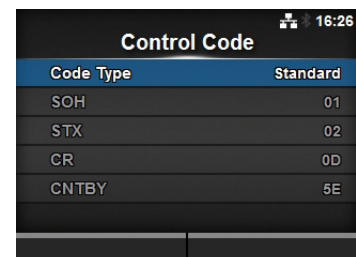 16:26
Control Code
Code Type Standard
SOH 01
STX 02
CR 0D
CNTBY 5E